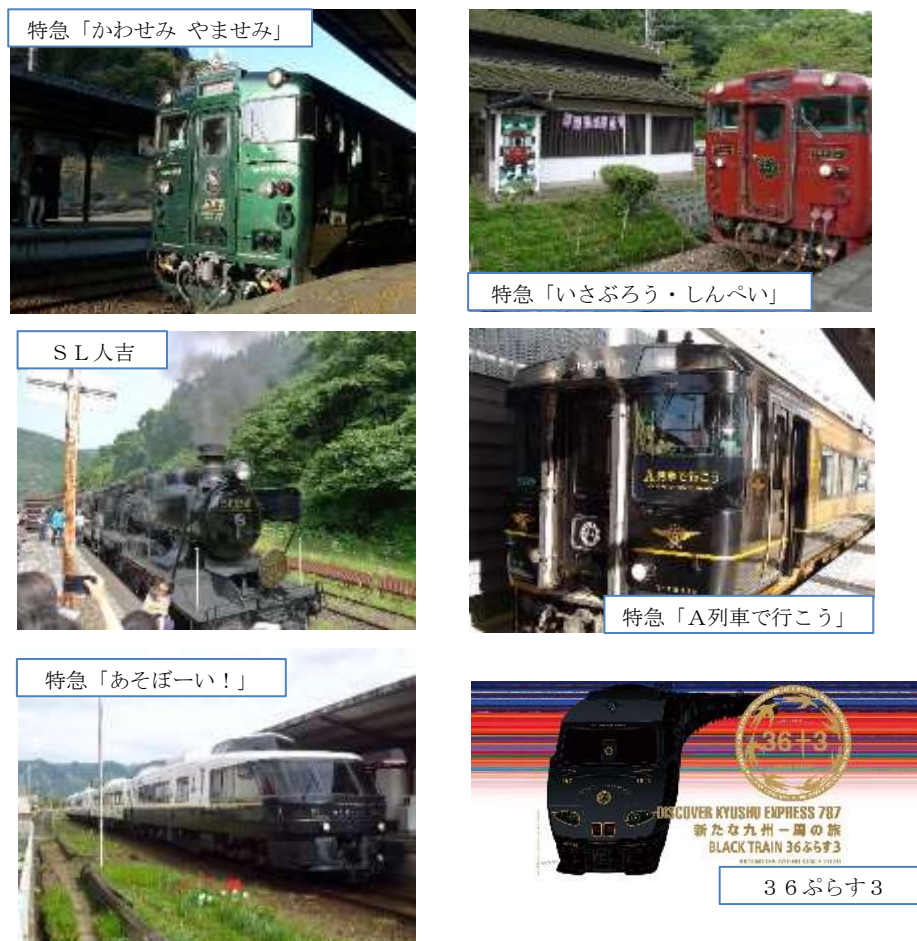 特急「かわせみ やませみ」
特急「いさぶろう・しんぺい」
ＳＬ人吉
A列車で行こう
特急「Ａ列車で行こう」
特急「あそぼーい！」
36+3
DISCOVER KYUSHU EXPRESS 787
新たな九州一周の旅
BLACK TRAIN 36ぷらす3
３６ぷらす３